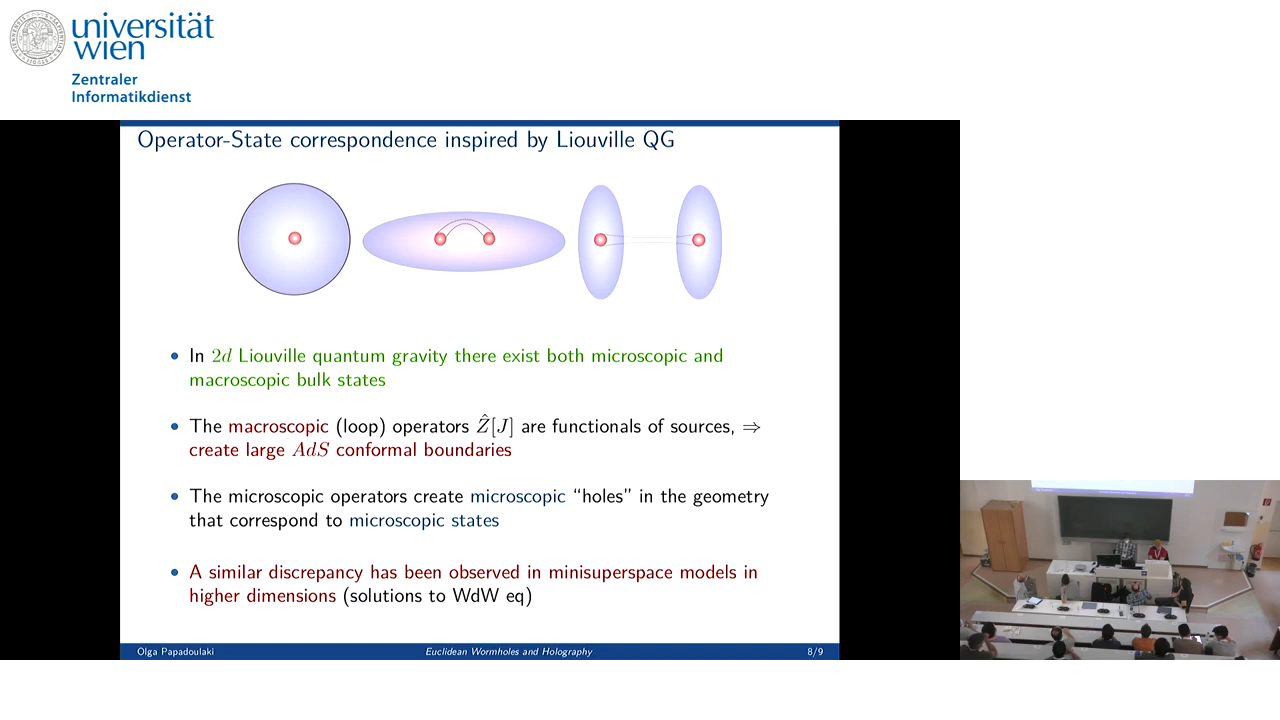 universität
wien
Zentraler
Informatikdienst
Operator-State correspondence inspired by Liouville QG
• In 2d Liouville quantum gravity there exist both microscopic and
macroscopic bulk states
• The macroscopic (loop) operators Ẑ[J] are functionals of sources, ⇒
create large AdS conformal boundaries
• The microscopic operators create microscopic “holes” in the geometry
that correspond to microscopic states
• A similar discrepancy has been observed in minisuperspace models in
higher dimensions (solutions to WdW eq)
Olga Papadoulaki Euclidean Wormholes and Holography 8/9